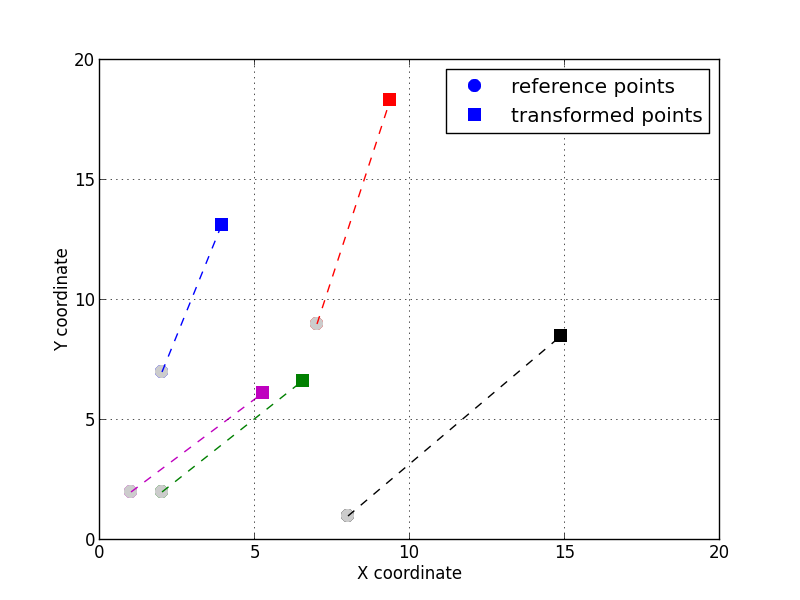 20
reference points
transformed points
15
10
5
0
Y coordinate
0 5 10 15 20
X coordinate